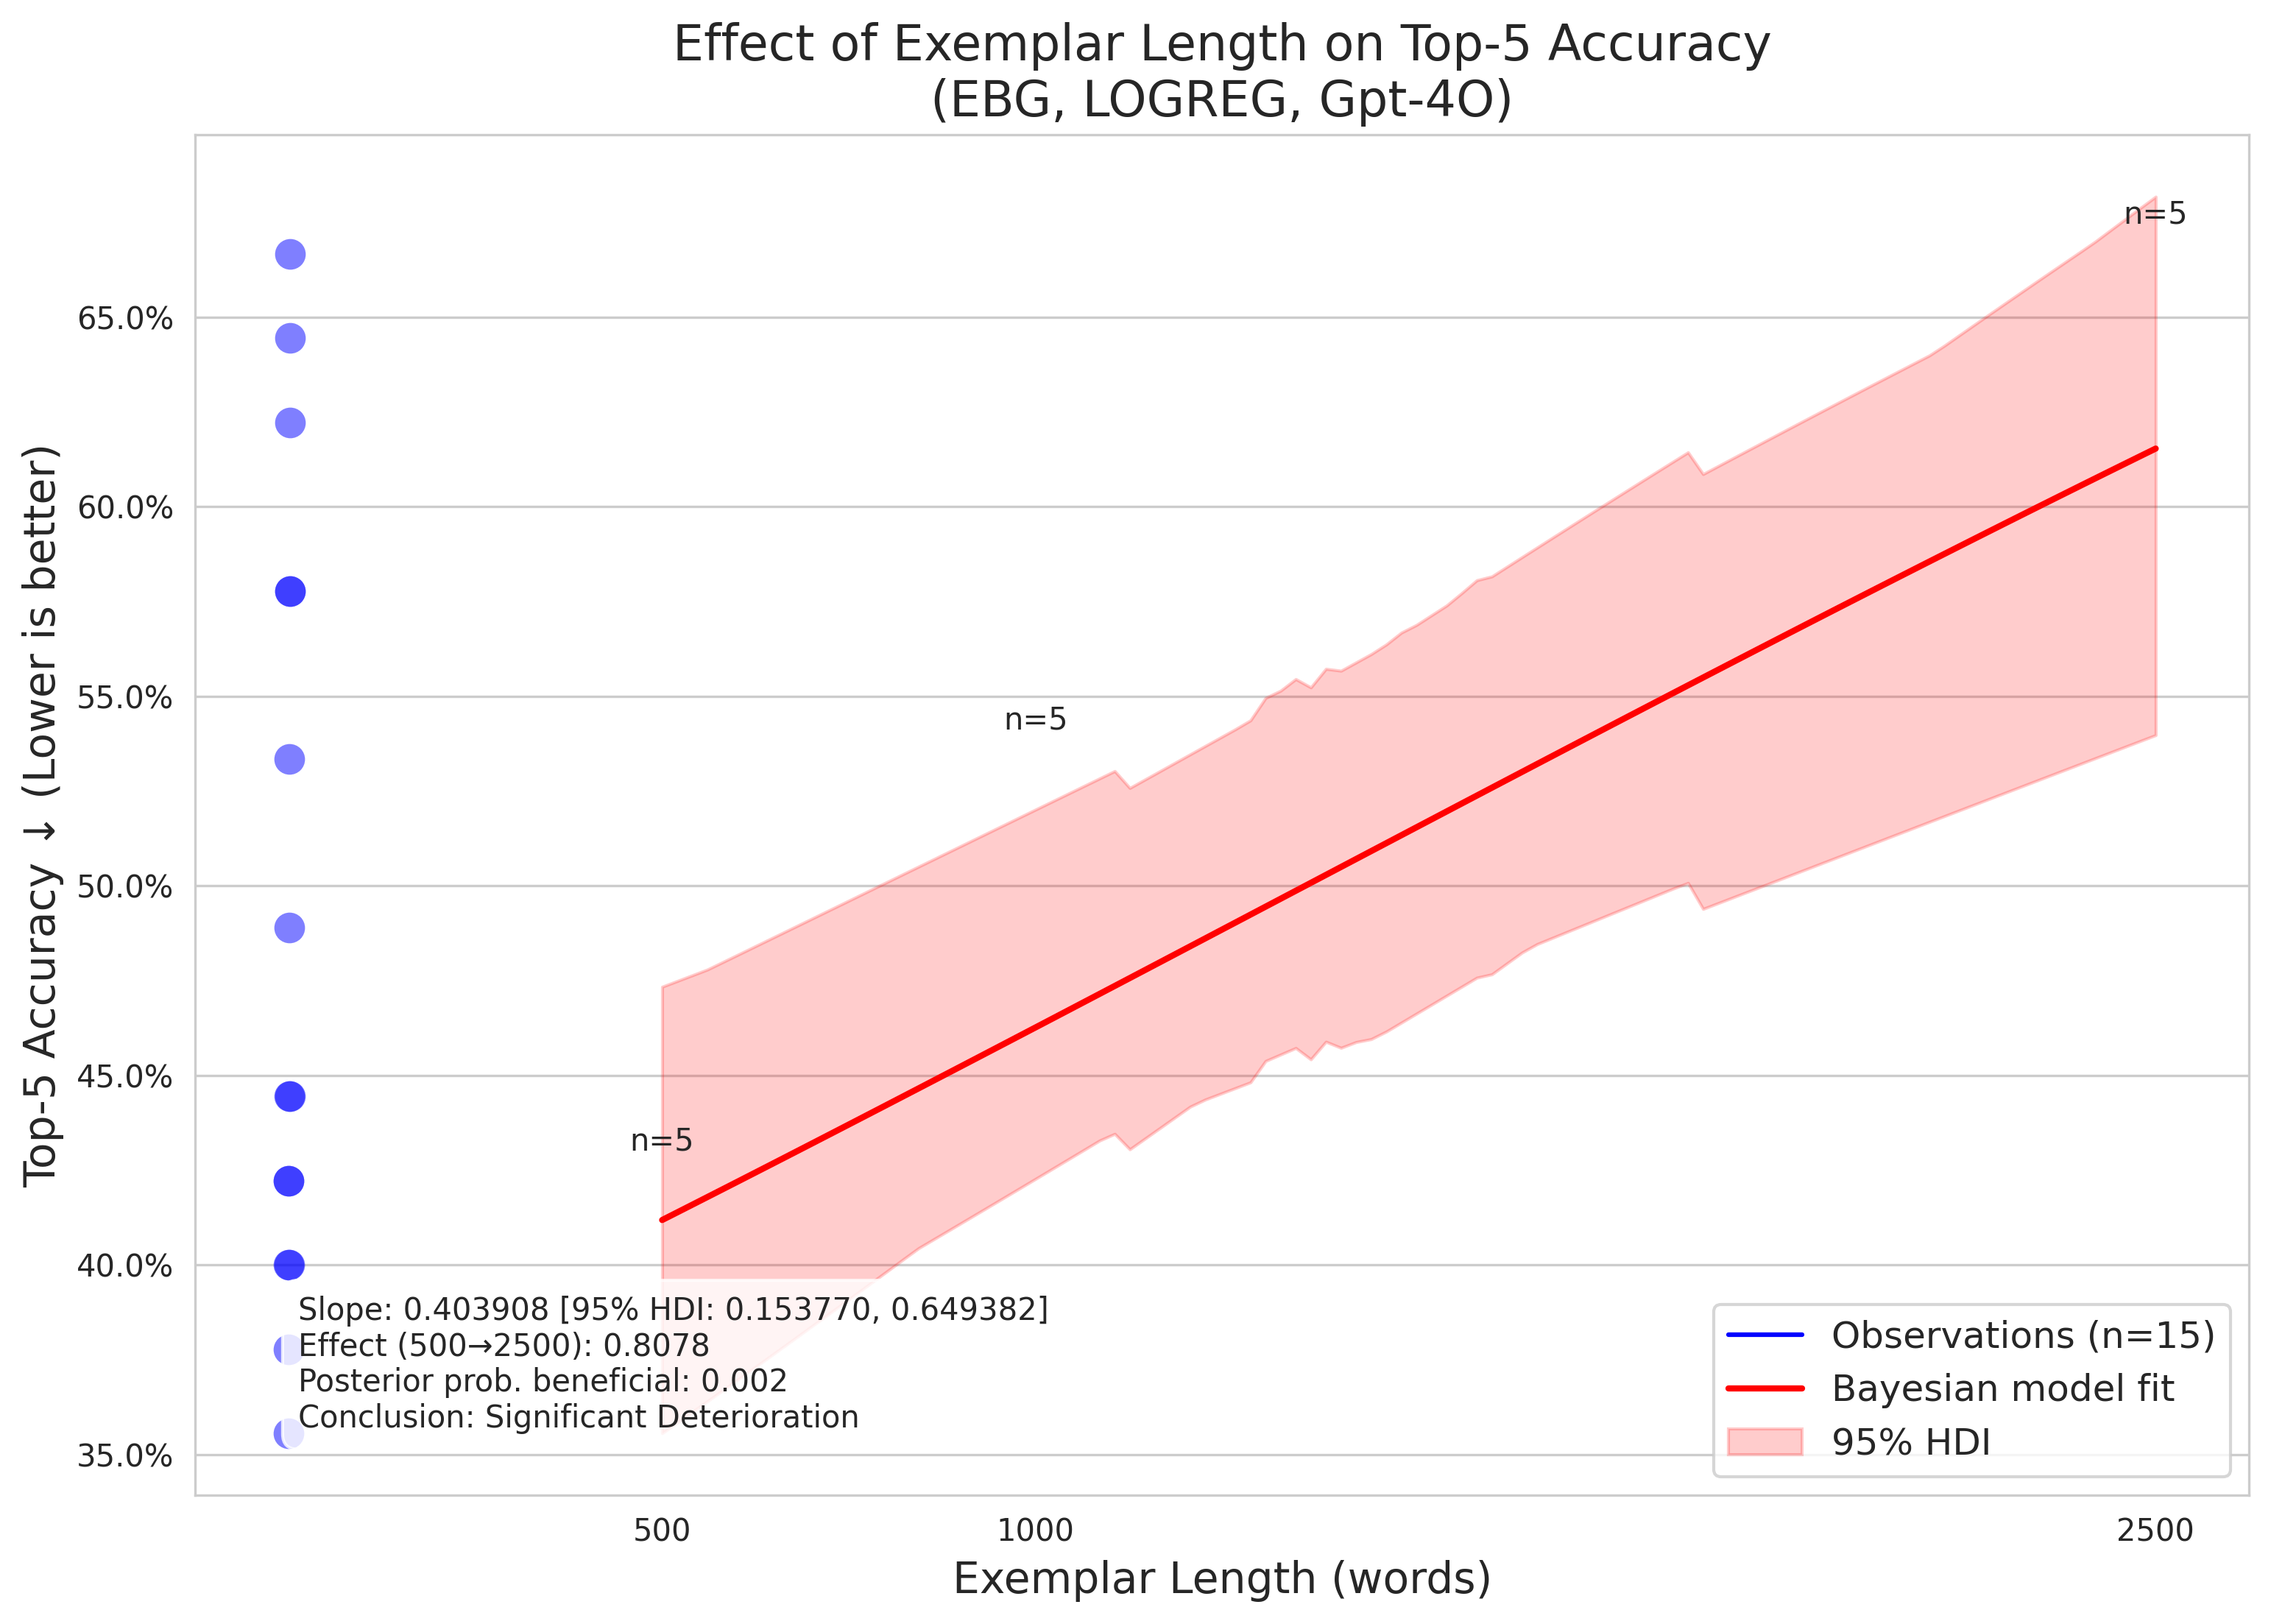 Effect of Exemplar Length on Top-5 Accuracy
(EBG, LOGREG, Gpt-4O)
Top-5 Accuracy ↓ (Lower is better)
65.0%
60.0%
55.0%
50.0%
45.0%
40.0%
35.0%
n=5
n=5
n=5
Slope: 0.403908 [95% HDI: 0.153770, 0.649382]
Effect (500→2500): 0.8078
Posterior prob. beneficial: 0.002
Conclusion: Significant Deterioration
Observations (n=15)
Bayesian model fit
95% HDI
500
1000
2500
Exemplar Length (words)